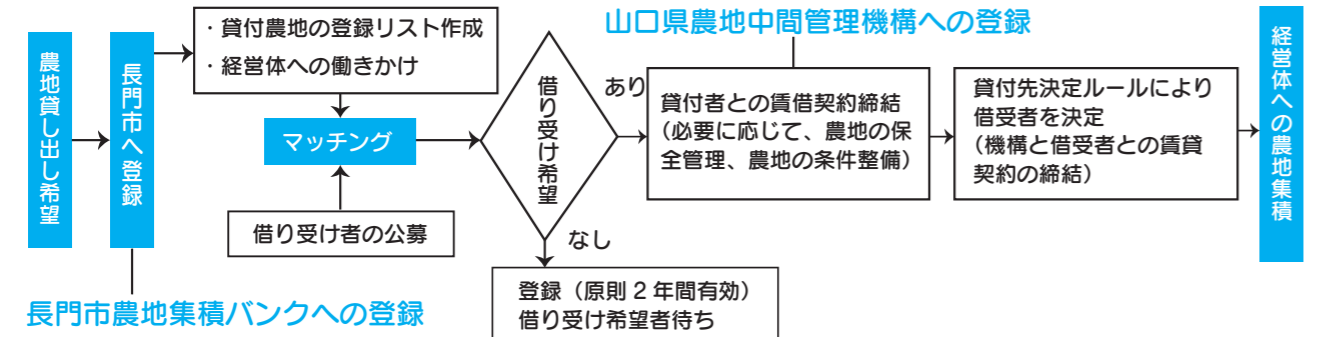 農地貸し出し希望
長門市へ登録
・貸付農地の登録リスト作成
・経営体への働きかけ
マッチング
借り受け者の公募
長門市農地集積バンクへの登録
借り受け希望
あり
なし
登録(原則2年間有効)
借り受け希望者待ち
山口県農地中間管理機構への登録
貸付者との賃借契約締結
(必要に応じて、農地の保
全管理、農地の条件整備)
貸付先決定ルールにより
借受者を決定
(機構と借受者との賃貸
契約の締結)
経営体への農地集積